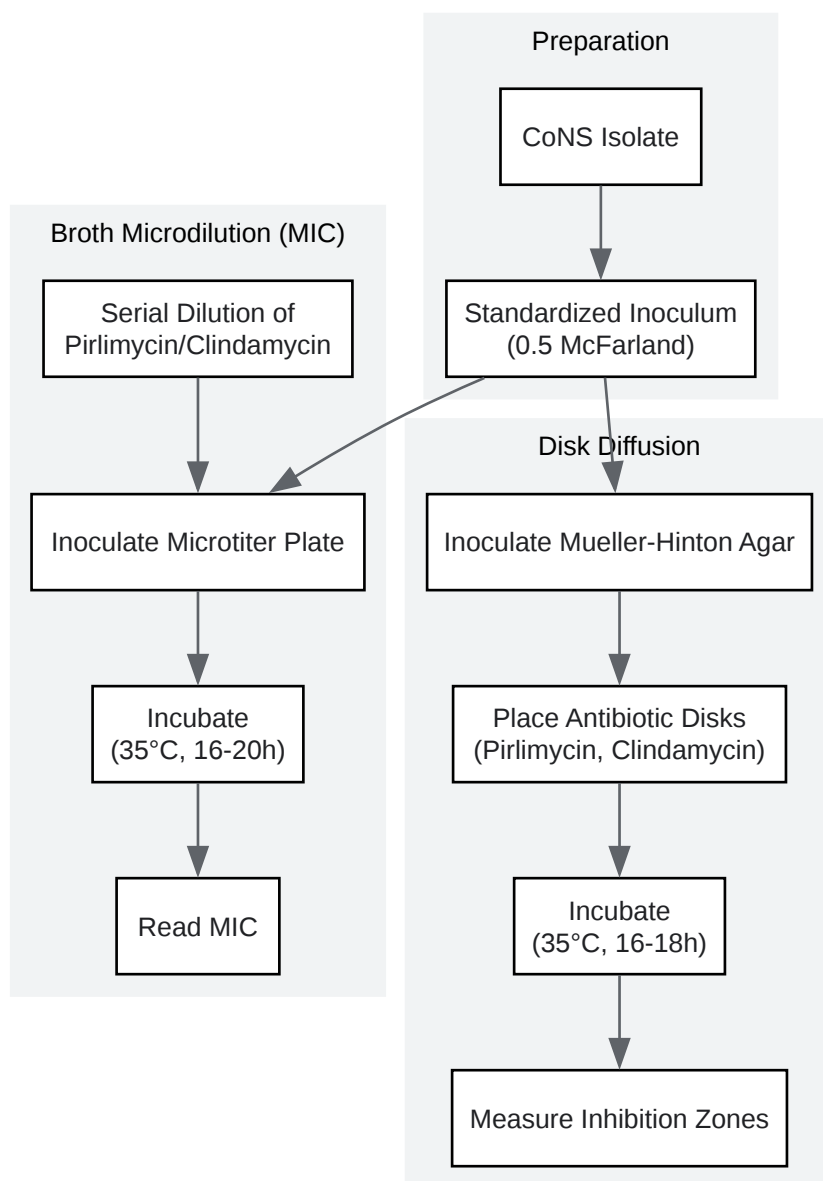 Preparation
CoNS Isolate
Standardized Inoculum
(0.5 McFarland)
Broth Microdilution (MIC)
Serial Dilution of
Pirlimycin/Clindamycin
Inoculate Microtiter Plate
Incubate
(35°C, 16-20h)
Read MIC
Disk Diffusion
Inoculate Mueller-Hinton Agar
Place Antibiotic Disks
(Pirlimycin, Clindamycin)
Incubate
(35°C, 16-18h)
Measure Inhibition Zones